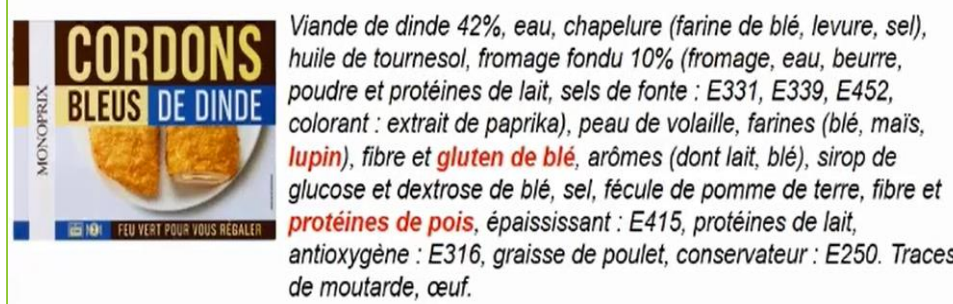 CORDONS
BLEUS DE DINDE
MONOPRIX
FEU VERT POUR VOUS RÉGALER
Viande de dinde 42%, eau, chapelure (farine de blé, levure, sel),
huile de tournesol, fromage fondu 10% (fromage, eau, beurre,
poudre et protéines de lait, sels de fonte : E331, E339, E452,
colorant : extrait de paprika), peau de volaille, farines (blé, maïs,
lupin), fibre et gluten de blé, arômes (dont lait, blé), sirop de
glucose et dextrose de blé, sel, fécule de pomme de terre, fibre et
protéines de pois, épaississant : E415, protéines de lait,
antioxygène : E316, graisse de poulet, conservateur : E250. Traces
de moutarde, œuf.